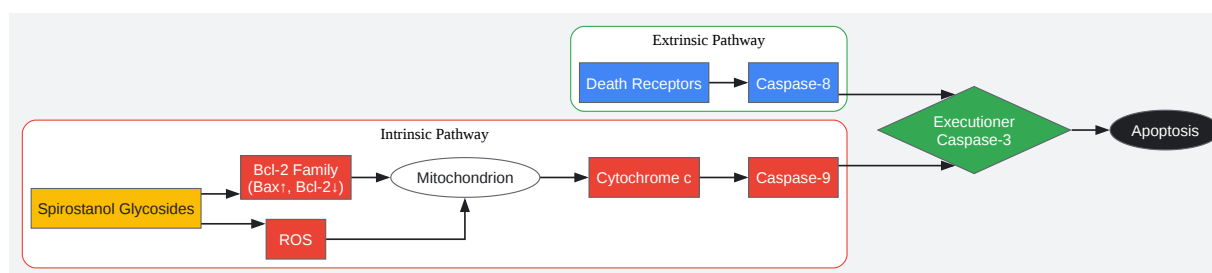 Extrinsic Pathway
Death Receptors
Caspase-8
Executioner
Caspase-3
Apoptosis
Intrinsic Pathway
Bcl-2 Family
(Bax↑, Bcl-2↓)
Mitochondrion
Cytochrome c
Caspase-9
Spirostanol Glycosides
ROS